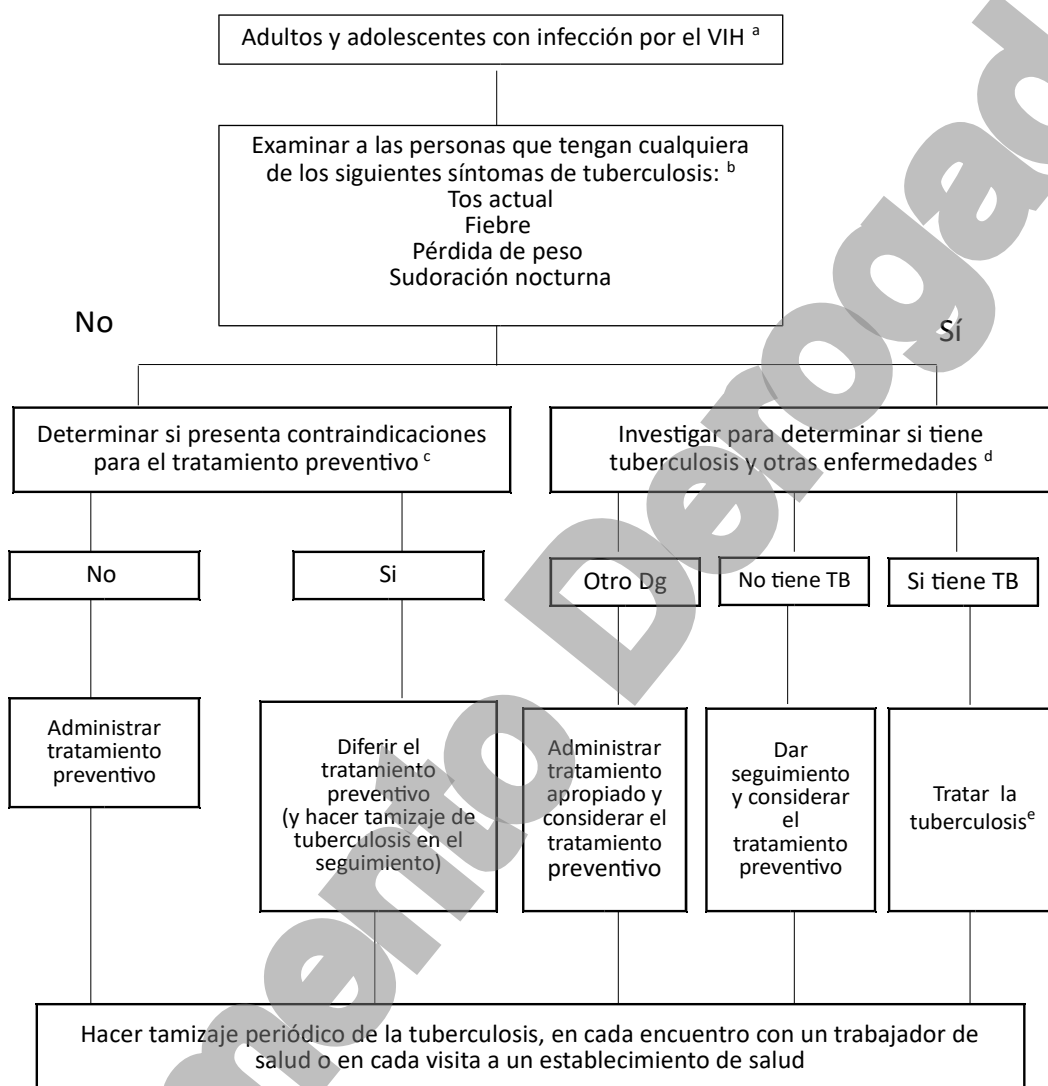 Adultos y adolescentes con infección por el VIH a
Examinar a las personas que tengan cualquiera
de los siguientes síntomas de tuberculosis: b
Tos actual
Fiebre
Pérdida de peso
Sudoración nocturna
No
Sí
Determinar si presenta contraindicaciones
para el tratamiento preventivo c
Investigar para determinar si tiene
tuberculosis y otras enfermedades d
No
Si
Otro Dg
No tiene TB
Si tiene TB
Administrar
tratamiento
preventivo
Diferir el
tratamiento
preventivo
(y hacer tamizaje de
tuberculosis en el
seguimiento)
Administrar
tratamiento
apropiado y
considerar el
tratamiento
preventivo
Dar
seguimiento
y considerar
el
tratamiento
preventivo
Tratar la
tuberculosis e
Hacer tamizaje periódico de la tuberculosis, en cada encuentro con un trabajador de
salud o en cada visita a un establecimiento de salud
mento Derogad